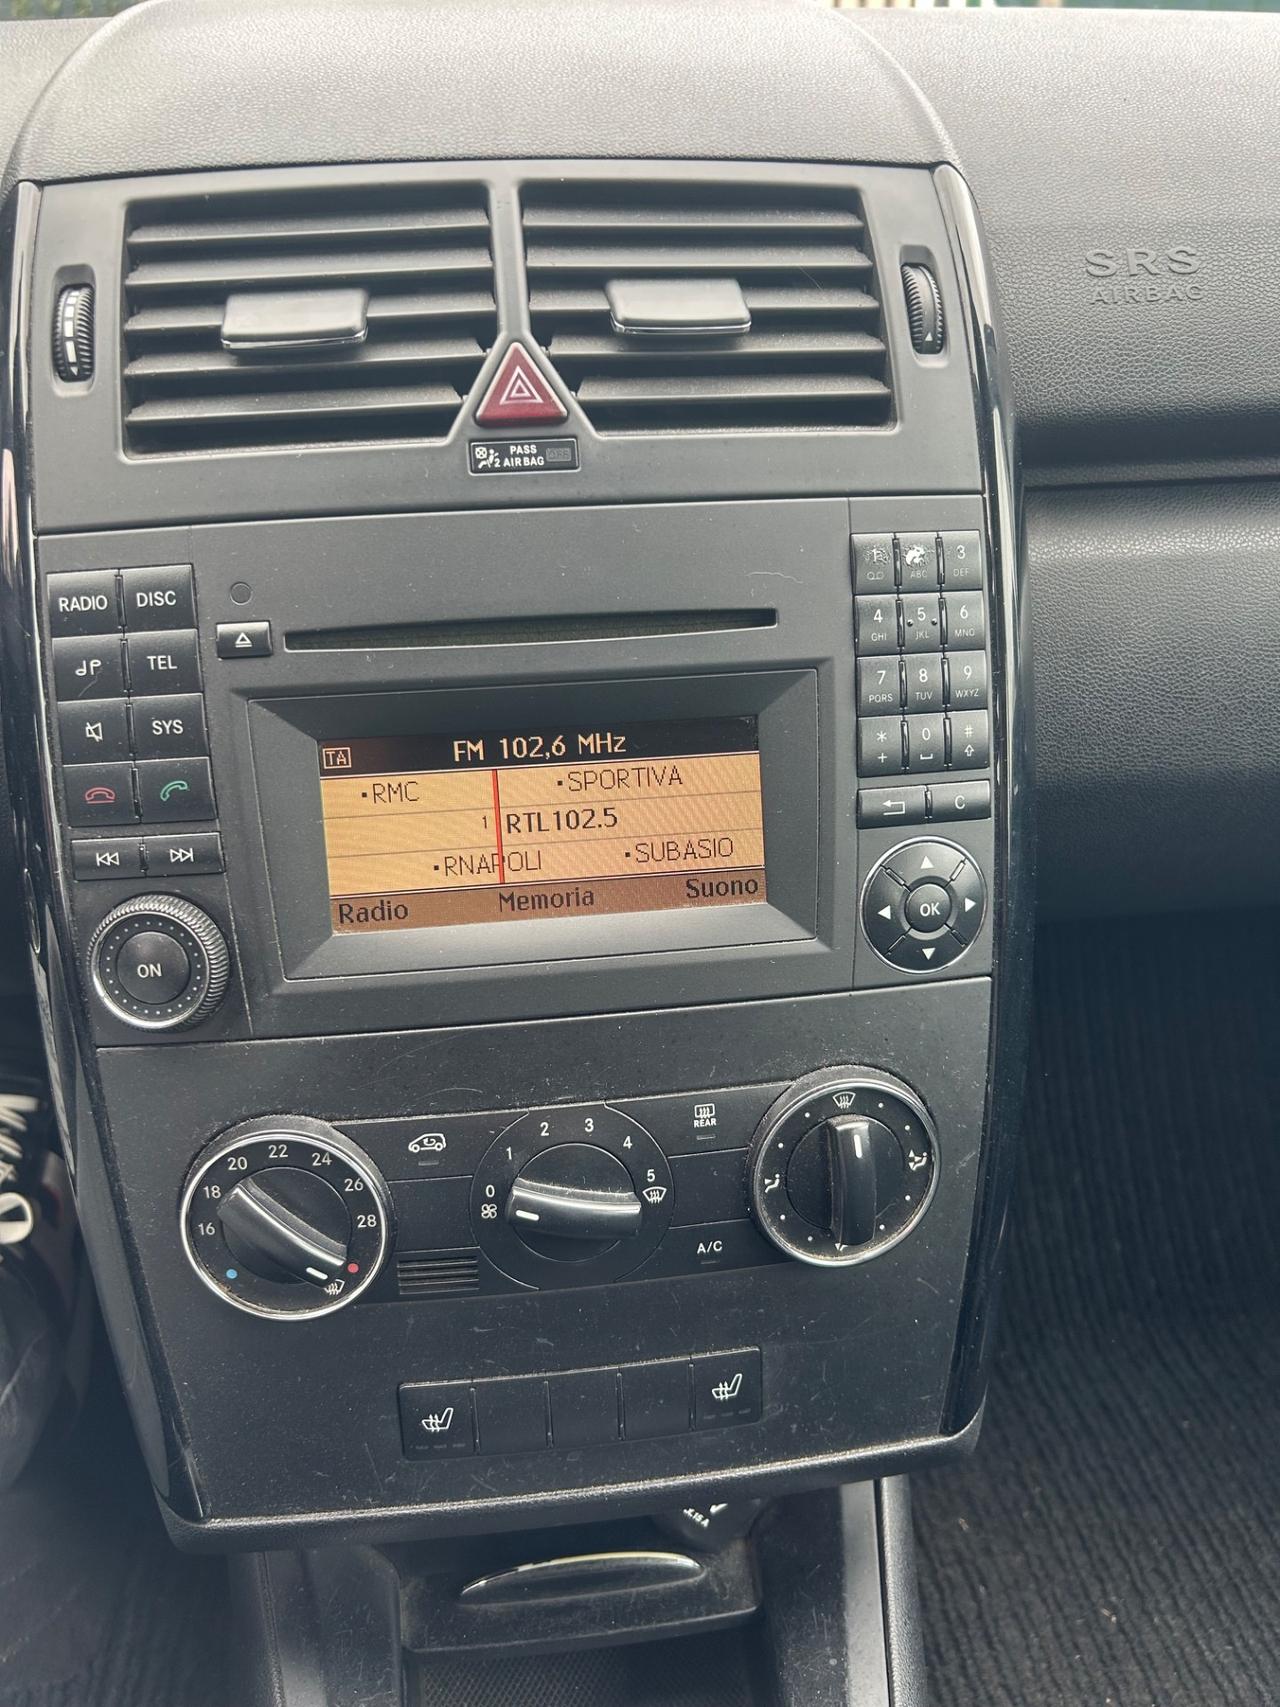 SRS
AIRBAG
PASS
2 AIRBAG OFF
RADIO DISC
TEL
SYS
ON
1 2 3
QO ABC DEF
4 5 6
GHI JKL MNO
7 8 9
PQRS TUV WXYZ
* 0 #
+
C
OK
TA FM 102,6 MHz
•RMC •SPORTIVA
1 RTL102.5
•RNAPOLI •SUBASIO
Radio Memoria Suono
16 18 20 22 24 26 28
0 1 2 3 4 5
REAR
A/C